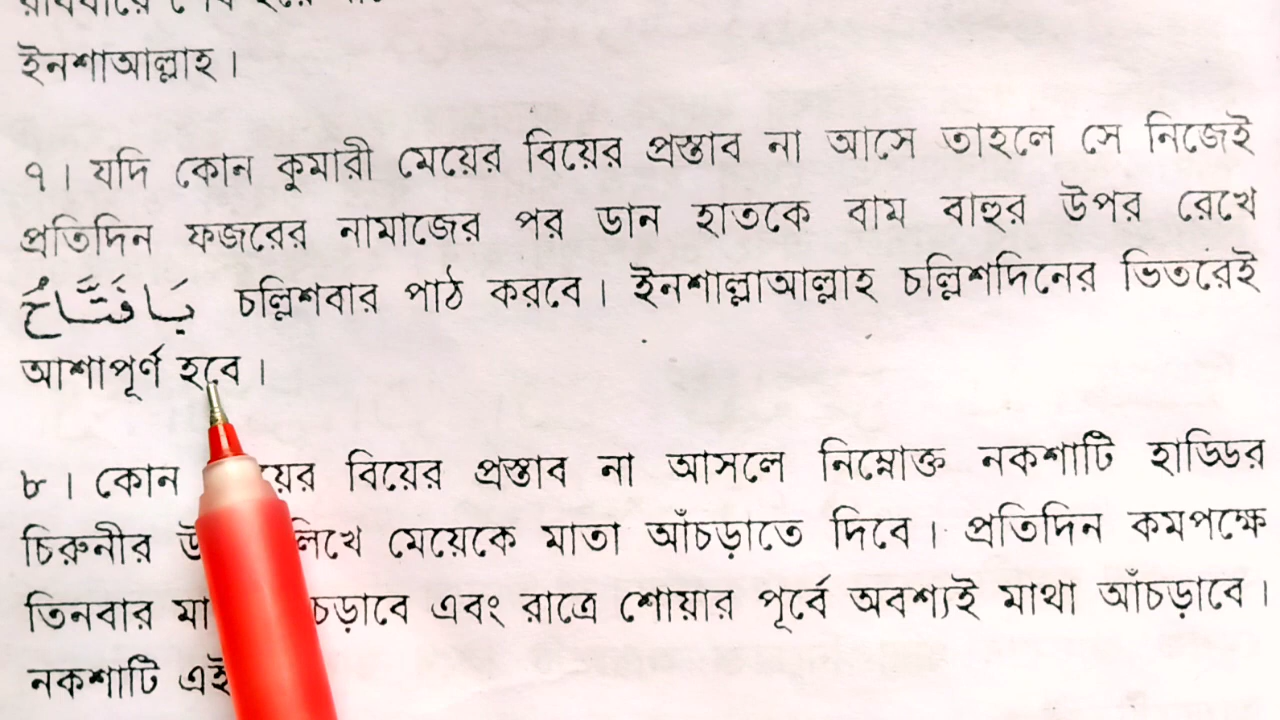 ইনশাআল্লাহ।
৭। যদি কোন কুমারী মেয়ের বিয়ের প্রস্তাব না আসে তাহলে সে নিজেই
প্রতিদিন ফজরের নামাজের পর ডান হাতকে বাম বাহুর উপর রেখে
يَا فَتَّاحُ চল্লিশবার পাঠ করবে। ইনশাল্লাআল্লাহ চল্লিশদিনের ভিতরেই
আশাপূর্ণ হবে।
৮। কোন য়ের বিয়ের প্রস্তাব না আসলে নিম্নোক্ত নকশাটি হাড্ডির
চিরুনীর উ লিখে মেয়েকে মাতা আঁচড়াতে দিবে। প্রতিদিন কমপক্ষে
তিনবার মা চড়াবে এবং রাত্রে শোয়ার পূর্বে অবশ্যই মাথা আঁচড়াবে।
নকশাটি এই